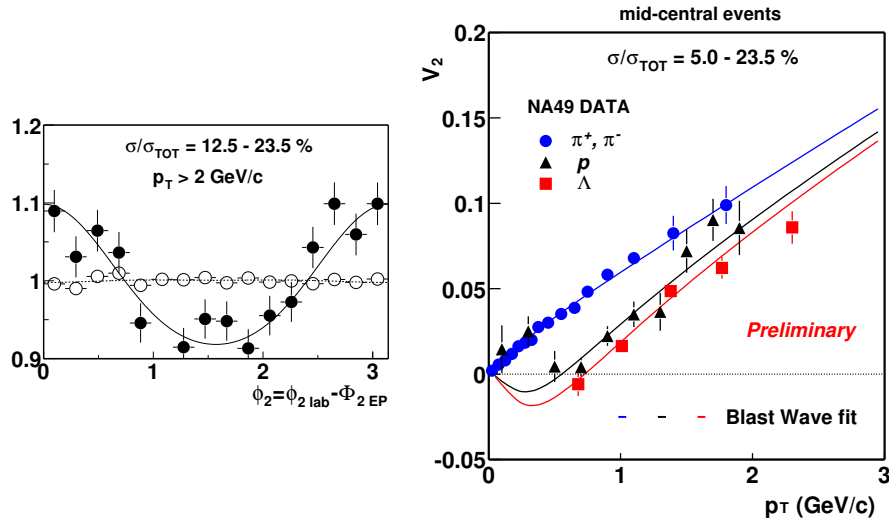 σ/σTOT = 12.5 - 23.5 %
pT > 2 GeV/c
1.2
1.1
1
0.9
0 1 2 3
ϕ2=ϕ2 lab-Φ2 EP
mid-central events
V2
σ/σTOT = 5.0 - 23.5 %
NA49 DATA
π+, π-
p
Λ
Preliminary
Blast Wave fit
0.2
0.15
0.1
0.05
0
-0.05
0 1 2 3
pT (GeV/c)